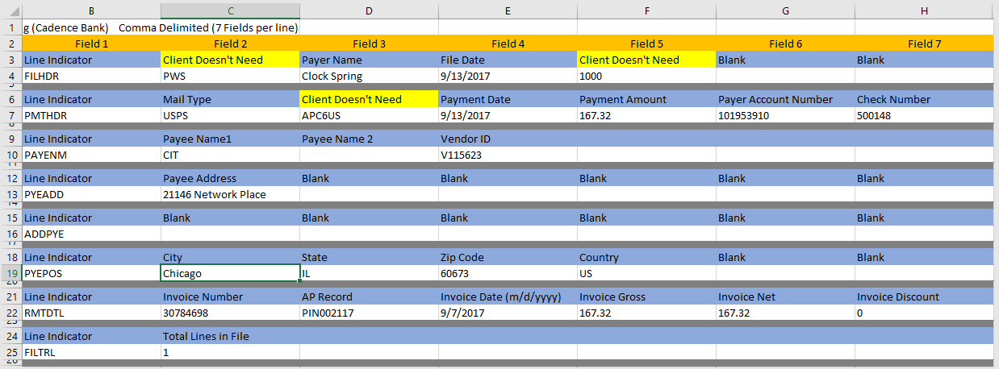 B C D E F G H
1 g (Cadence Bank) Comma Delimited (7 Fields per line)
2 Field 1 Field 2 Field 3 Field 4 Field 5 Field 6 Field 7
3 Line Indicator Client Doesn't Need Payer Name File Date Client Doesn't Need Blank Blank
4 FILHDR PWS Clock Spring 9/13/2017 1000
5
6 Line Indicator Mail Type Client Doesn't Need Payment Date Payment Amount Payer Account Number Check Number
7 PMTHDR USPS APC6US 9/13/2017 167.32 101953910 500148
8
9 Line Indicator Payee Name1 Payee Name 2 Vendor ID
10 PAYENM CIT V115623
11
12 Line Indicator Payee Address Blank Blank Blank Blank Blank
13 PYEADD 21146 Network Place
14
15 Line Indicator Blank Blank Blank Blank Blank Blank
16 ADDPYE
17
18 Line Indicator City State Zip Code Country Blank Blank
19 PYEPOS Chicago IL 60673 US
20
21 Line Indicator Invoice Number AP Record Invoice Date (m/d/yyyy) Invoice Gross Invoice Net Invoice Discount
22 RMTDTL 30784698 PIN002117 9/7/2017 167.32 167.32 0
23
24 Line Indicator Total Lines in File
25 FILTRL 1
26